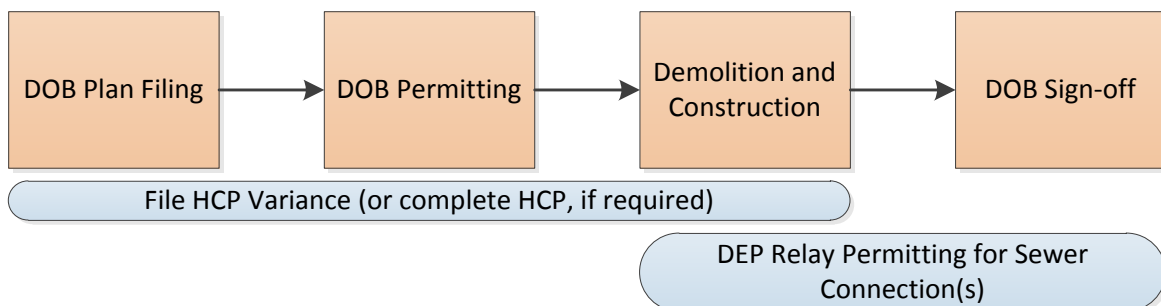 DOB Plan Filing
DOB Permitting
Demolition and
Construction
DOB Sign-off
File HCP Variance (or complete HCP, if required)
DEP Relay Permitting for Sewer
Connection(s)